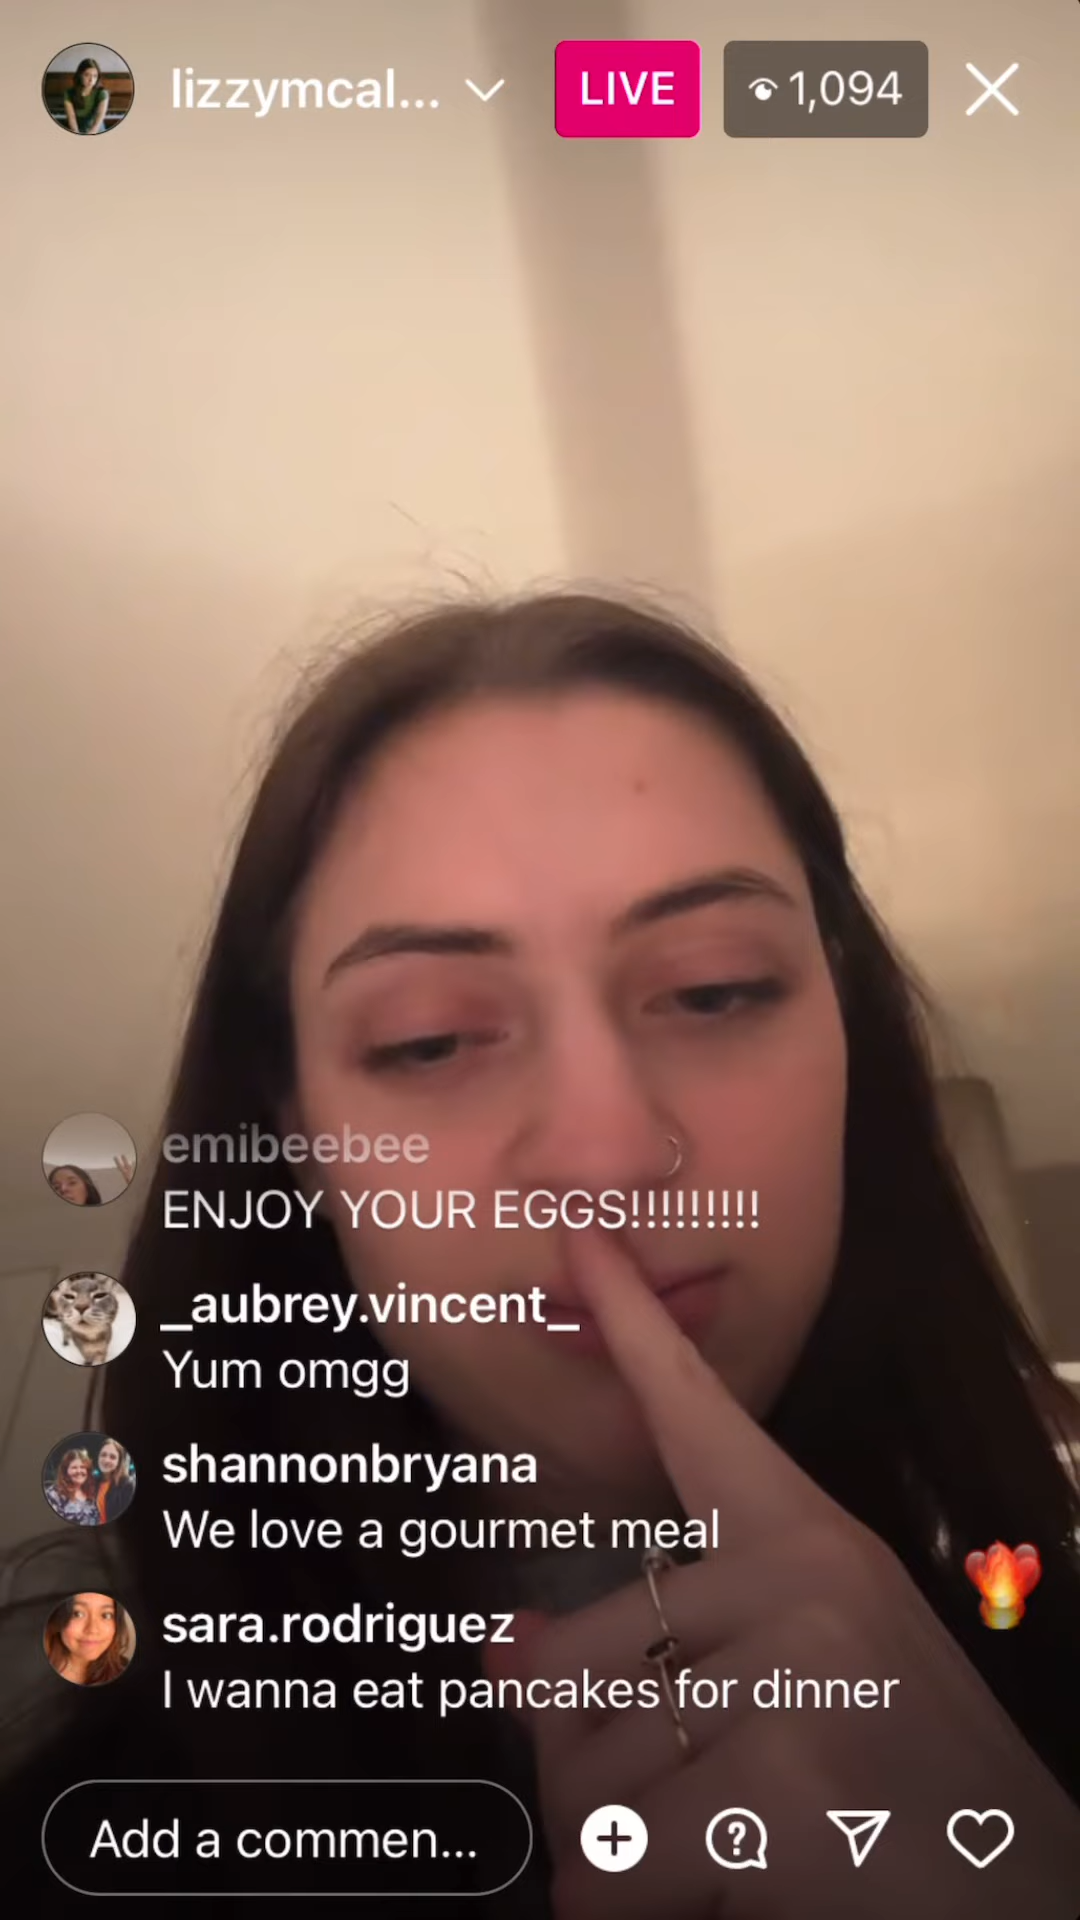 lizzymcal...
LIVE
1,094
emibeebee
ENJOY YOUR EGGS!!!!!!!!!
_aubrey.vincent_
Yum omgg
shannonbryana
We love a gourmet meal
sara.rodriguez
I wanna eat pancakes for dinner
Add a commen...